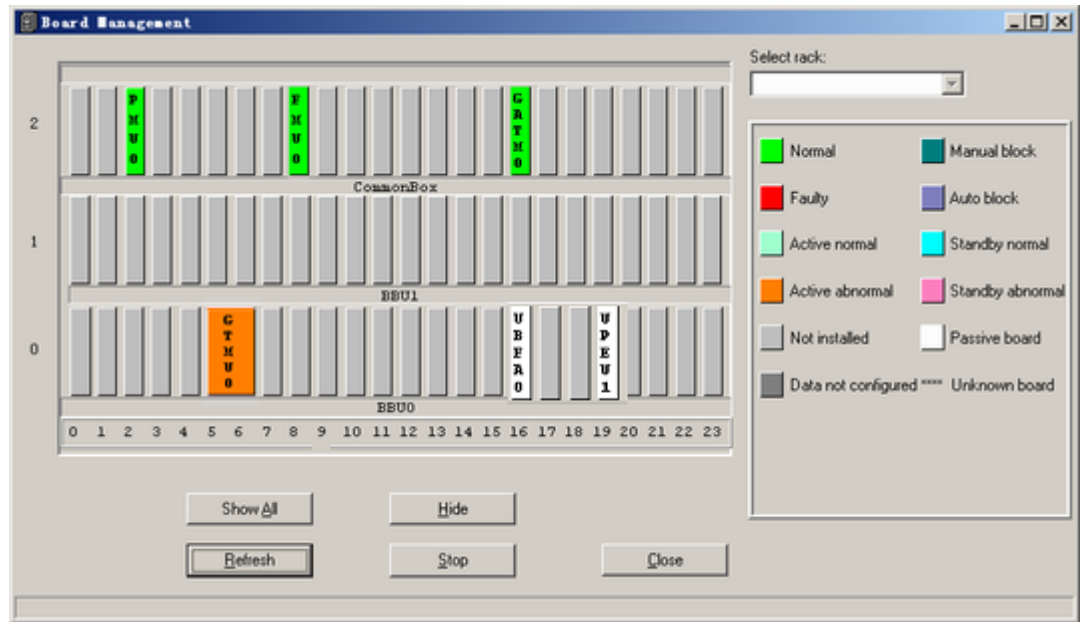 Board Management
Select rack:
2
PMU0
FMU0
GATM0
CommonBox
1
BBU1
0
GTMU0
UBFA0
UPEU1
BBU0
0 1 2 3 4 5 6 7 8 9 10 11 12 13 14 15 16 17 18 19 20 21 22 23
Normal
Manual block
Faulty
Auto block
Active normal
Standby normal
Active abnormal
Standby abnormal
Not installed
Passive board
Data not configured
**** Unknown board
Show All
Hide
Refresh
Stop
Close